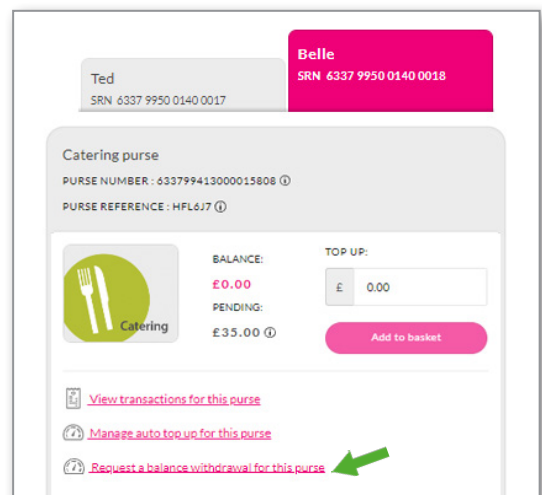 Belle
SRN 6337 9950 0140 0018
Ted
SRN 6337 9950 0140 0017
Catering purse
PURSE NUMBER : 633799413000015808
PURSE REFERENCE : HFL6J7
BALANCE:
£0.00
PENDING:
£35.00
Catering
TOP UP:
£ 0.00
Add to basket
View transactions for this purse
Manage auto top up for this purse
Request a balance withdrawal for this purse